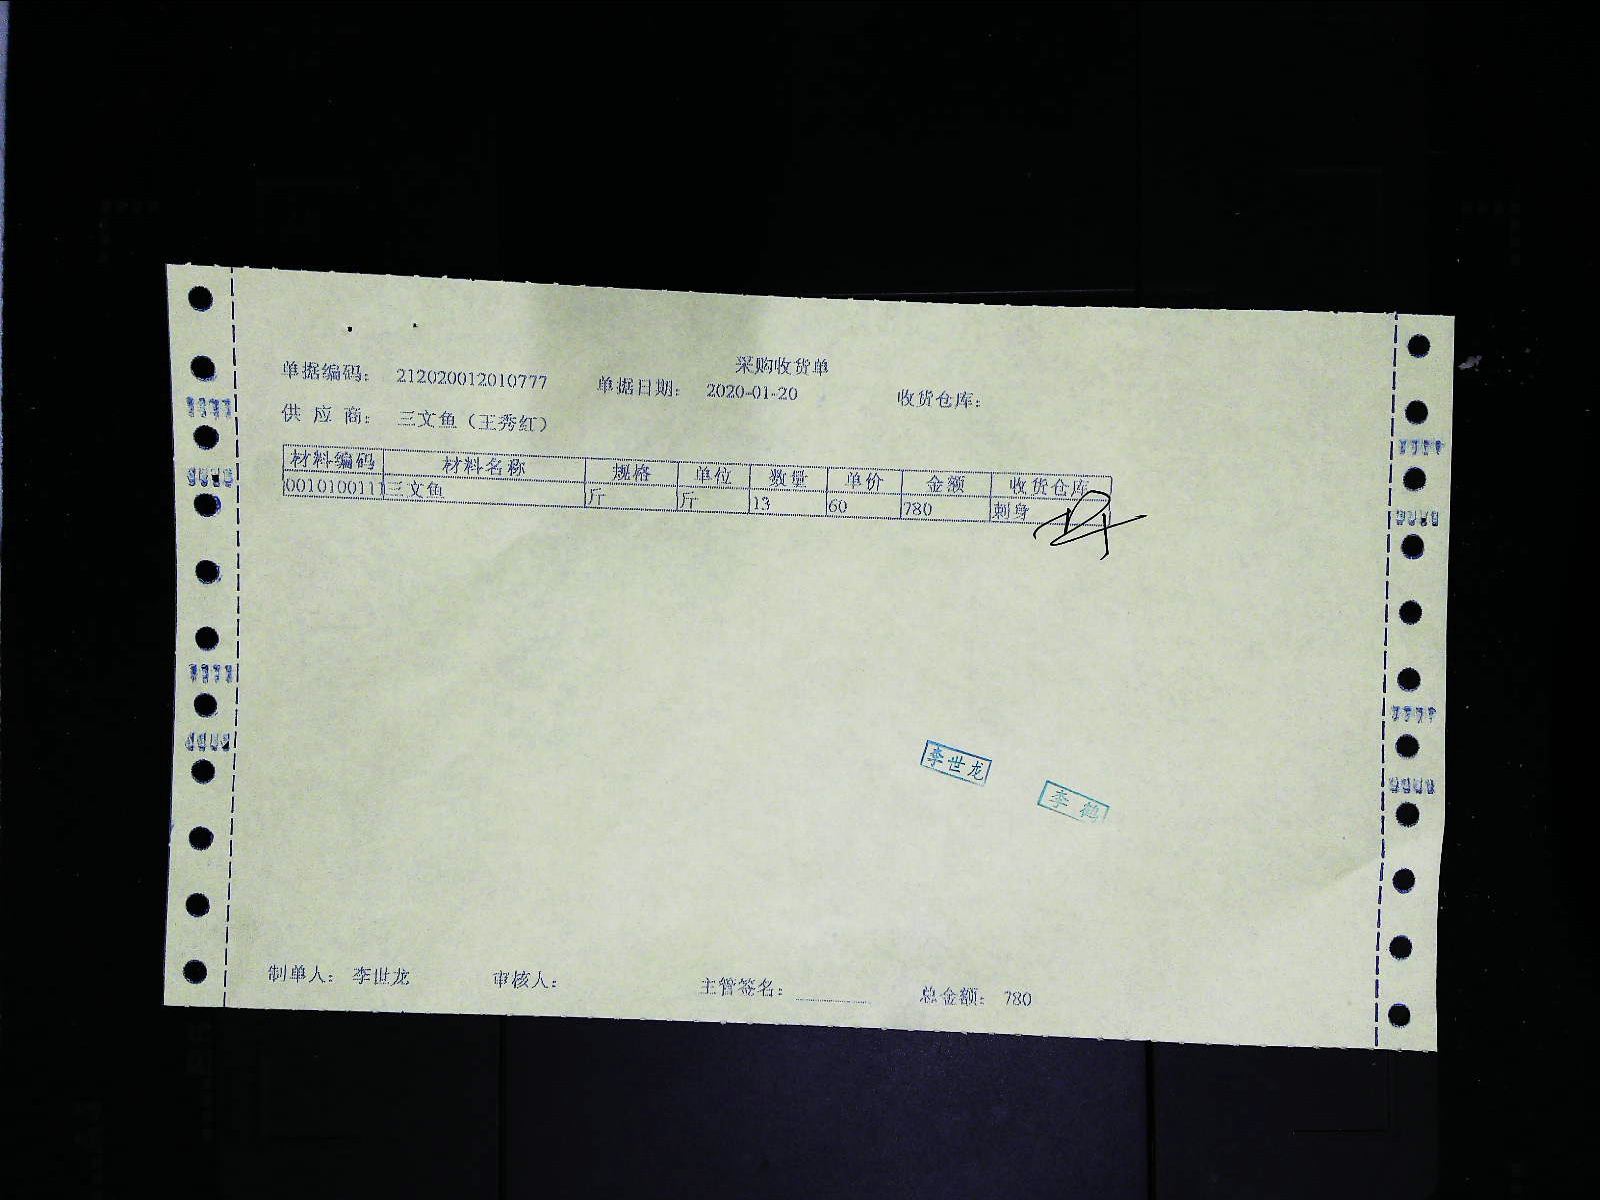 采购收货单
单据编码: 212020012010777 单据日期: 2020-01-20 收货仓库:
供 应 商: 三文鱼（王秀红）
材料编码 材料名称 规格 单位 数量 单价 金额 收货仓库
0010100111 三文鱼 斤 斤 13 60 780 刺身
李世龙
李 鹤
制单人: 李世龙 审核人: 主管签名: 总金额: 780